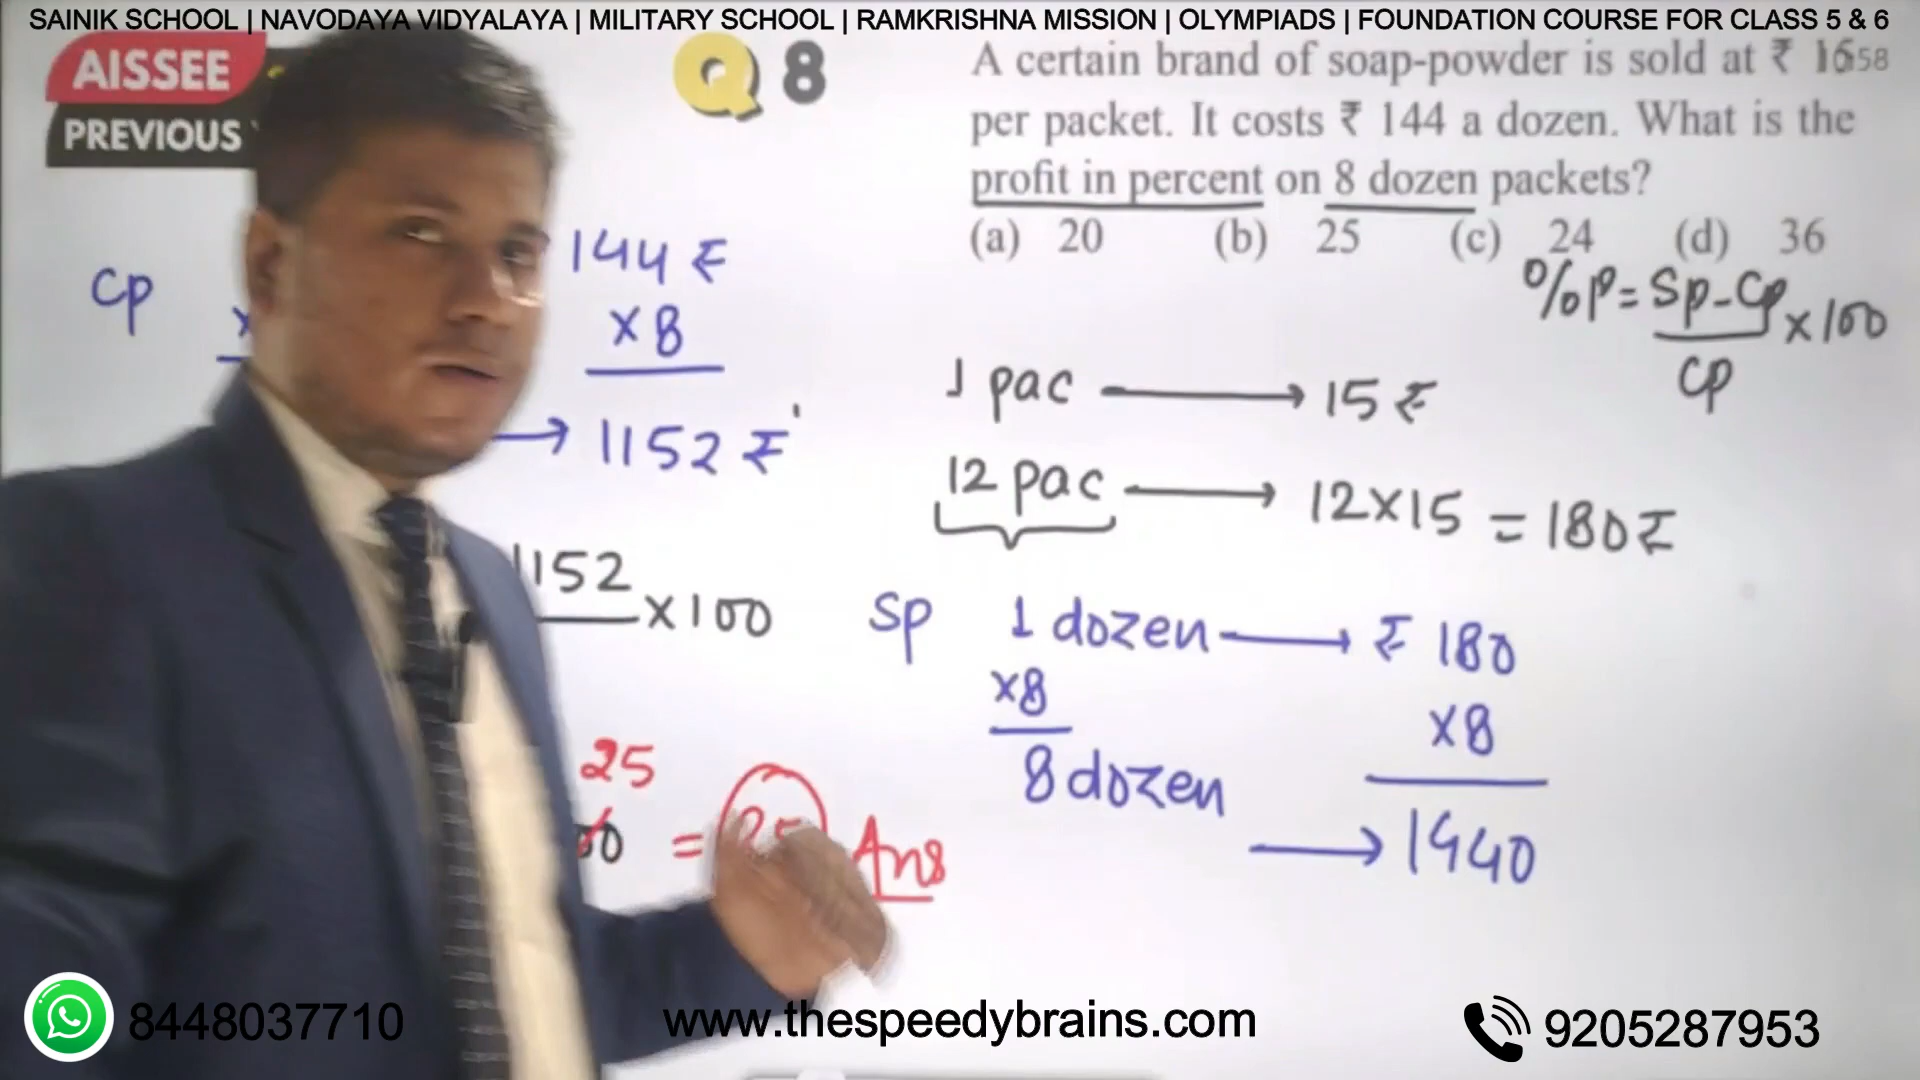 SAINIK SCHOOL | NAVODAYA VIDYALAYA | MILITARY SCHOOL | RAMKRISHNA MISSION | OLYMPIADS | FOUNDATION COURSE FOR CLASS 5 & 6
AISSEE
PREVIOUS
Q 8
A certain brand of soap-powder is sold at ₹
per packet. It costs ₹ 144 a dozen. What is the
profit in percent on 8 dozen packets?
(a) 20 (b) 25 (c) 24 (d) 36
%P = SP-CP/CP ×100
CP
144 ₹
×8
→ 1152 ₹
1152 ×100
25
= 25 Ans
1 pac → 15 ₹
12 pac → 12×15 = 180 ₹
SP 1 dozen → ₹ 180
×8 ×8
8 dozen → 1440
8448037710
www.thespeedybrains.com
9205287953